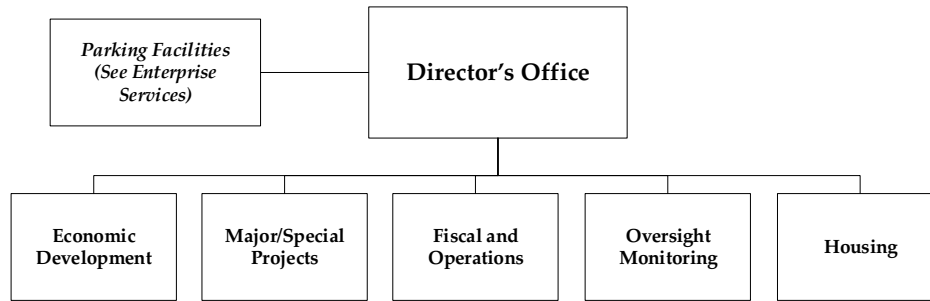 Parking Facilities
(See Enterprise
Services)
Director's Office
Economic
Development
Major/Special
Projects
Fiscal and
Operations
Oversight
Monitoring
Housing